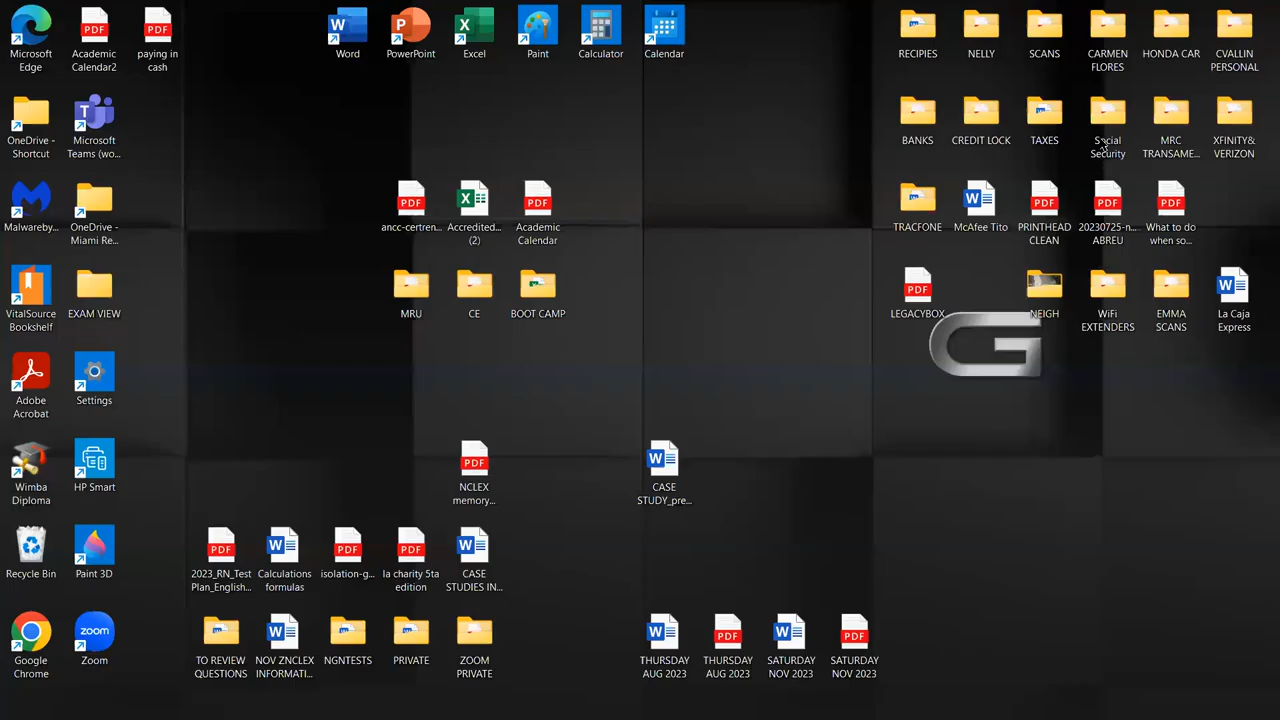 Microsoft Edge
Academic Calendar2
paying in cash
Word
PowerPoint
Excel
Paint
Calculator
Calendar
RECIPIES
NELLY
SCANS
CARMEN FLORES
HONDA CAR
CVALLIN PERSONAL
OneDrive - Shortcut
Microsoft Teams (wo...
BANKS
CREDIT LOCK
TAXES
Social Security
MRC TRANSAME...
XFINITY& VERIZON
Malwareby...
OneDrive - Miami Re...
ancc-certren...
Accredited... (2)
Academic Calendar
TRACFONE
McAfee Tito
PRINTHEAD CLEAN
20230725-n... ABREU
What to do when so...
VitalSource Bookshelf
EXAM VIEW
MRU
CE
BOOT CAMP
LEGACYBOX
NEIGH
WiFi EXTENDERS
EMMA SCANS
La Caja Express
G
Adobe Acrobat
Settings
Wimba Diploma
HP Smart
NCLEX memory...
CASE STUDY_pre...
Recycle Bin
Paint 3D
2023_RN_Test Plan_English...
Calculations formulas
isolation-g...
la charity 5ta edition
CASE STUDIES IN...
Google Chrome
zoom
Zoom
TO REVIEW QUESTIONS
NOV ZNCLEX INFORMATI...
NGNTESTS
PRIVATE
ZOOM PRIVATE
THURSDAY AUG 2023
THURSDAY AUG 2023
SATURDAY NOV 2023
SATURDAY NOV 2023